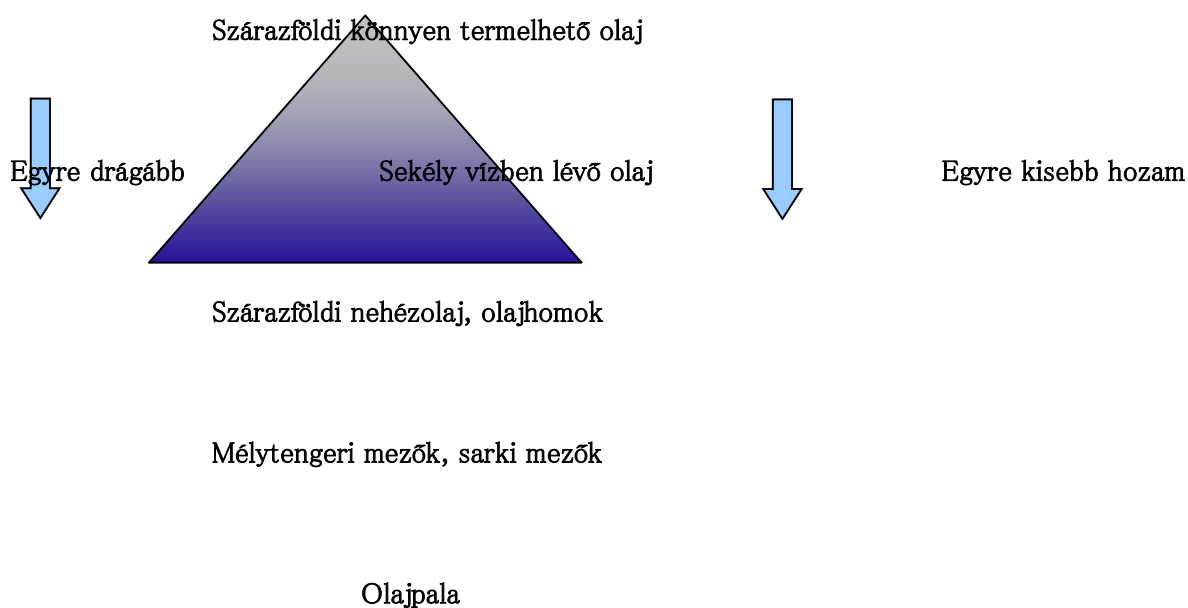 Szárazföldi könnyen termelhető olaj
Egyre drágább
Sekély vízben lévő olaj
Egyre kisebb hozam
Szárazföldi nehézolaj, olajhomok
Mélytengeri mezők, sarki mezők
Olajpala